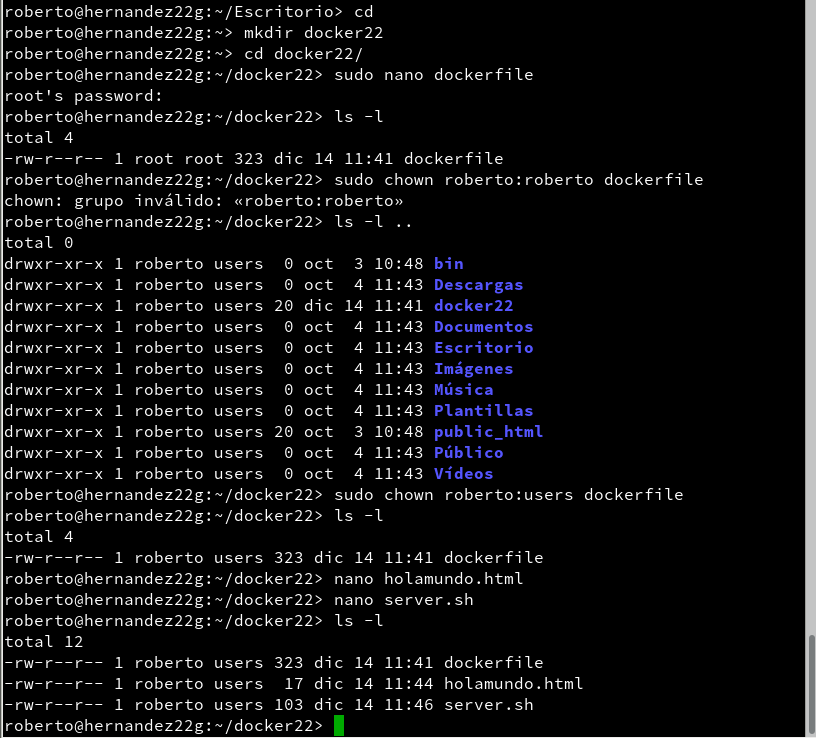 roberto@hernandez22g:~/Escritorio> cd
roberto@hernandez22g:~> mkdir docker22
roberto@hernandez22g:~> cd docker22/
roberto@hernandez22g:~/docker22> sudo nano dockerfile
root's password:
roberto@hernandez22g:~/docker22> ls -l
total 4
-rw-r--r-- 1 root root 323 dic 14 11:41 dockerfile
roberto@hernandez22g:~/docker22> sudo chown roberto:roberto dockerfile
chown: grupo inválido: «roberto:roberto»
roberto@hernandez22g:~/docker22> ls -l ..
total 0
drwxr-xr-x 1 roberto users  0 oct  3 10:48 bin
drwxr-xr-x 1 roberto users  0 oct  4 11:43 Descargas
drwxr-xr-x 1 roberto users 20 dic 14 11:41 docker22
drwxr-xr-x 1 roberto users  0 oct  4 11:43 Documentos
drwxr-xr-x 1 roberto users  0 oct  4 11:43 Escritorio
drwxr-xr-x 1 roberto users  0 oct  4 11:43 Imágenes
drwxr-xr-x 1 roberto users  0 oct  4 11:43 Música
drwxr-xr-x 1 roberto users  0 oct  4 11:43 Plantillas
drwxr-xr-x 1 roberto users 20 oct  3 10:48 public_html
drwxr-xr-x 1 roberto users  0 oct  4 11:43 Público
drwxr-xr-x 1 roberto users  0 oct  4 11:43 Vídeos
roberto@hernandez22g:~/docker22> sudo chown roberto:users dockerfile
roberto@hernandez22g:~/docker22> ls -l
total 4
-rw-r--r-- 1 roberto users 323 dic 14 11:41 dockerfile
roberto@hernandez22g:~/docker22> nano holamundo.html
roberto@hernandez22g:~/docker22> nano server.sh
roberto@hernandez22g:~/docker22> ls -l
total 12
-rw-r--r-- 1 roberto users 323 dic 14 11:41 dockerfile
-rw-r--r-- 1 roberto users  17 dic 14 11:44 holamundo.html
-rw-r--r-- 1 roberto users 103 dic 14 11:46 server.sh
roberto@hernandez22g:~/docker22>